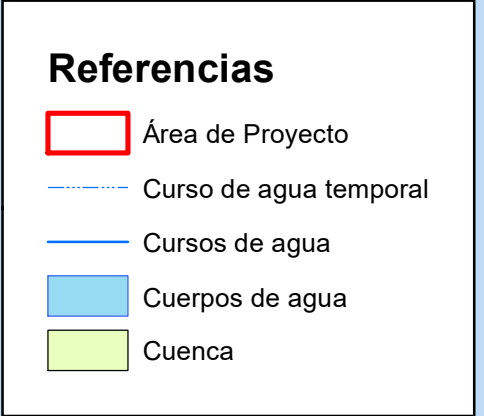 Referencias
Área de Proyecto
Curso de agua temporal
Cursos de agua
Cuerpos de agua
Cuenca